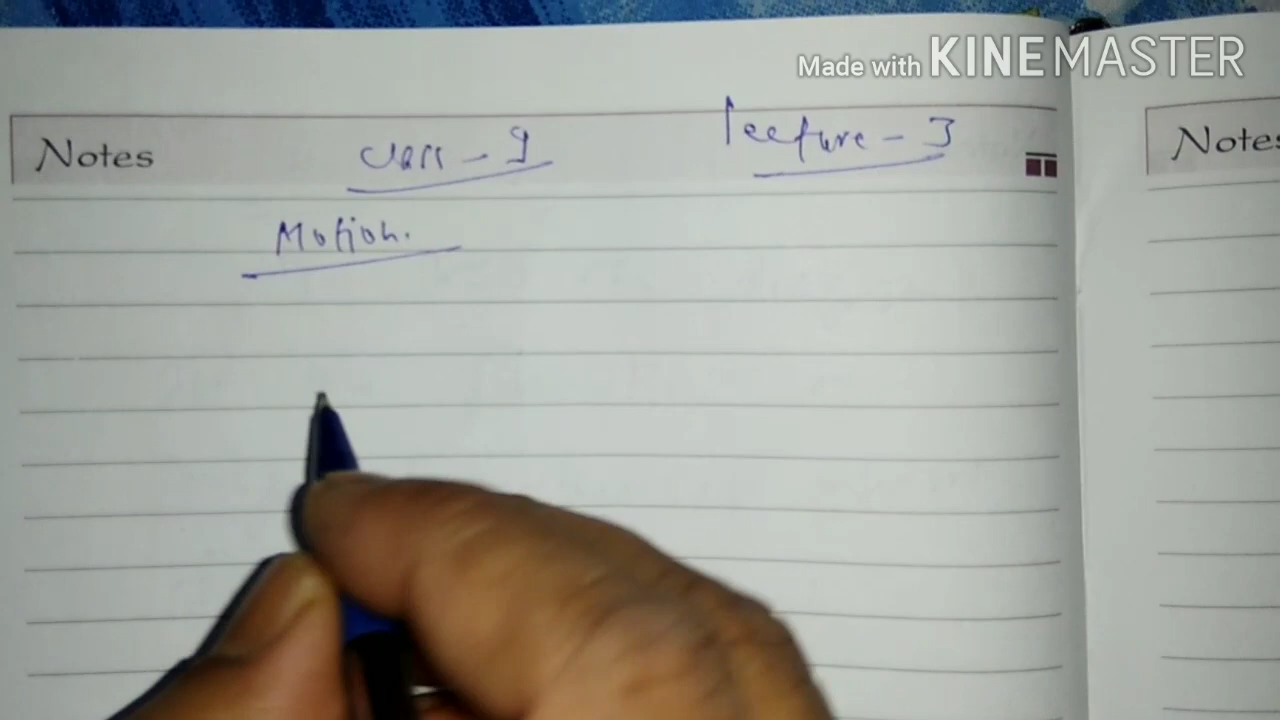 Made with KINEMASTER
Notes class - 9 lecture - 3
Motion.
Notes